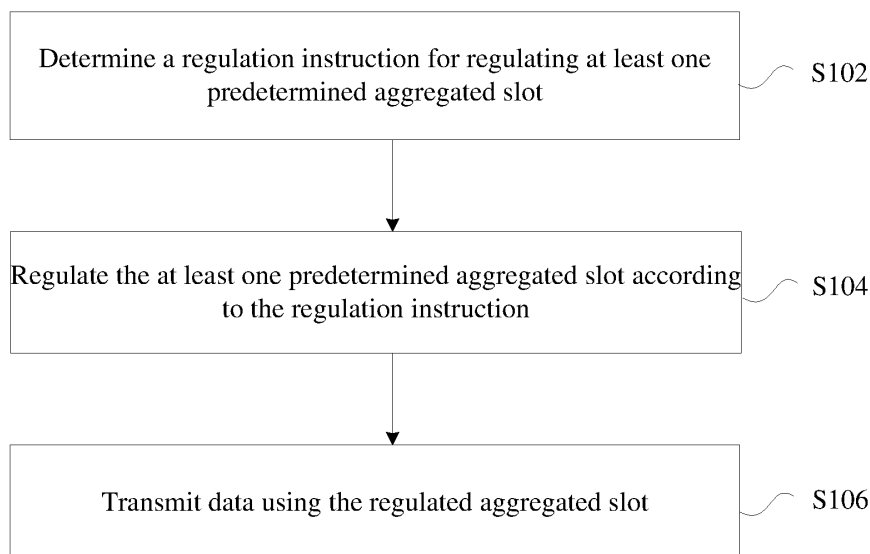 Determine a regulation instruction for regulating at least one
predetermined aggregated slot
S102
Regulate the at least one predetermined aggregated slot according
to the regulation instruction
S104
Transmit data using the regulated aggregated slot
S106